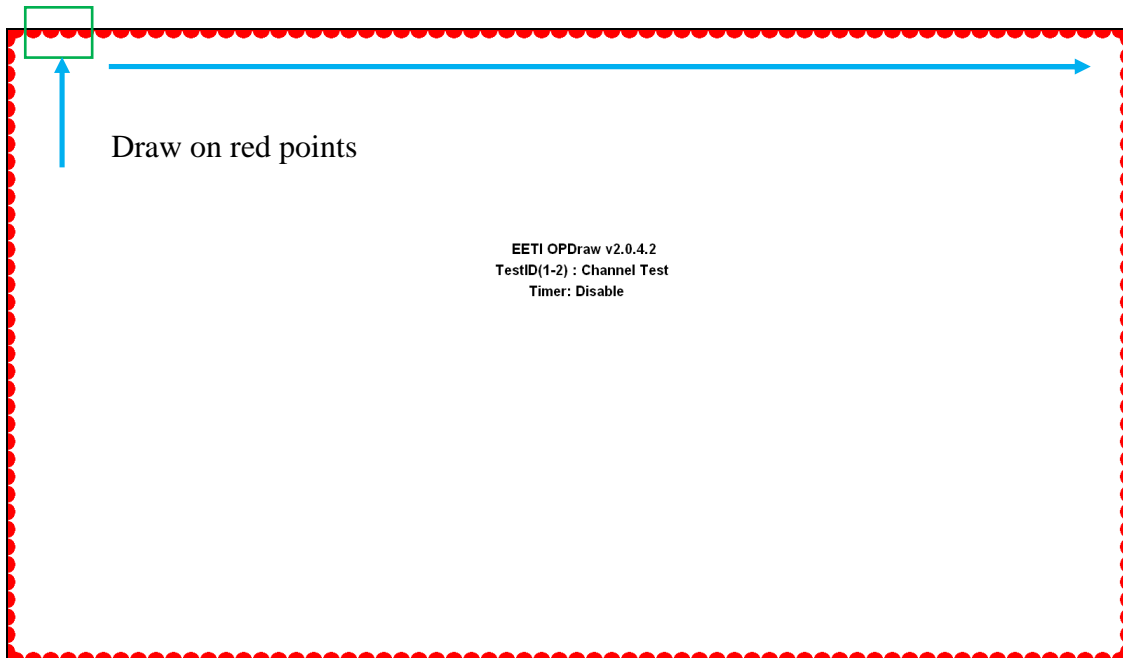 Draw on red points
EETI OPDraw v2.0.4.2
TestID(1-2) : Channel Test
Timer: Disable